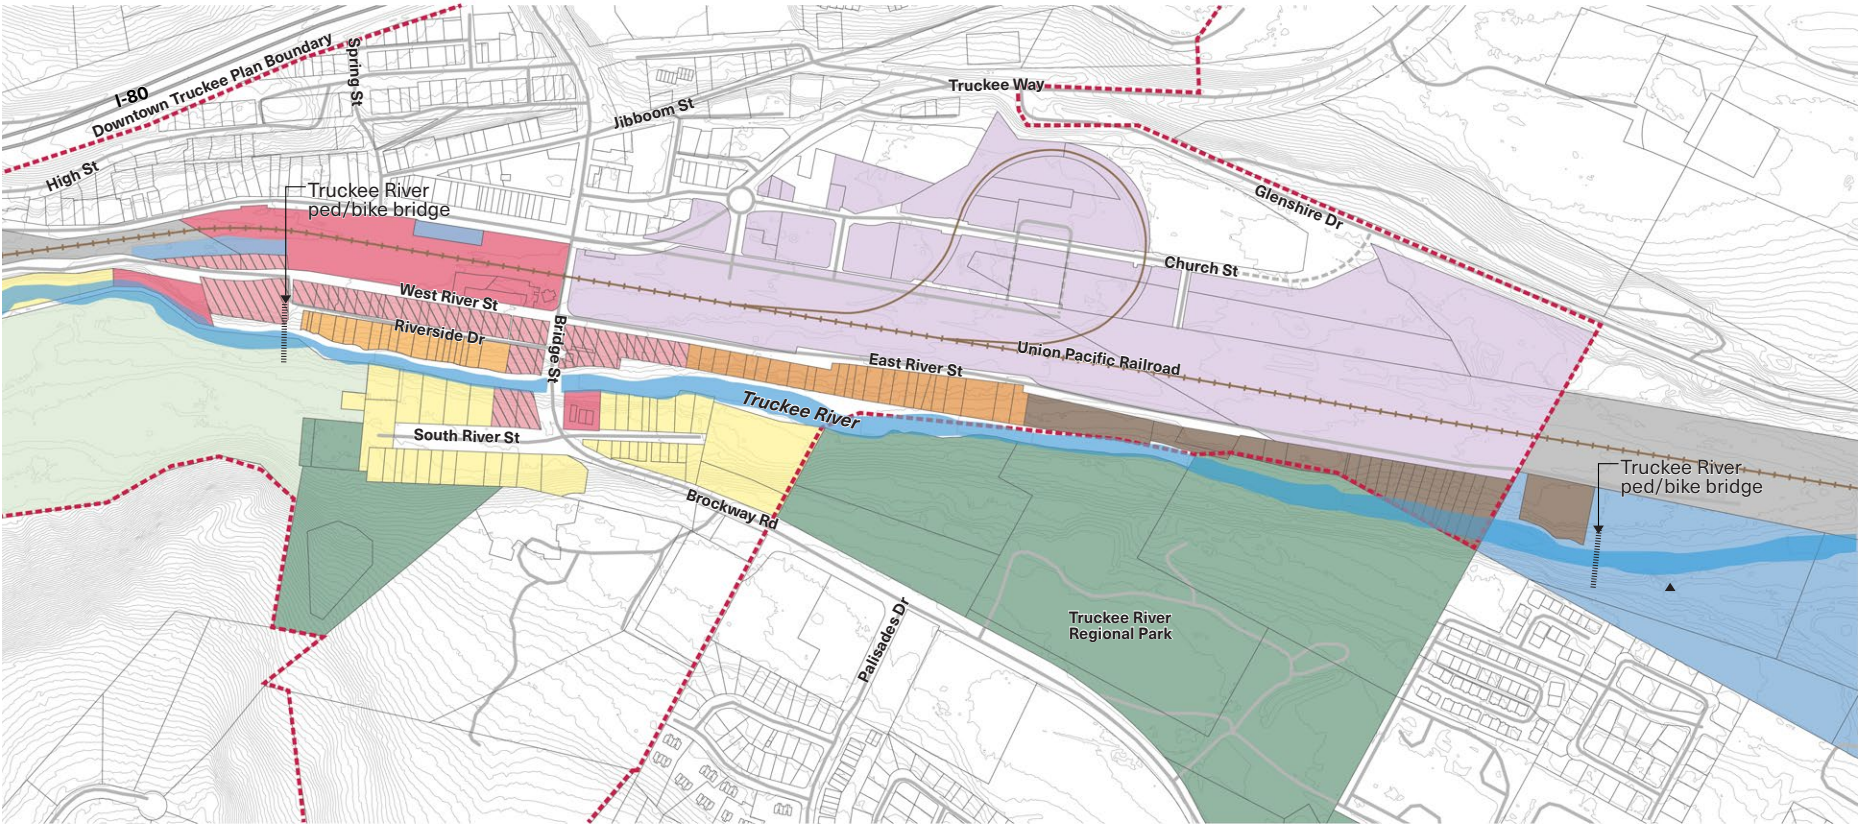 I-80
Downtown Truckee Plan Boundary
Spring St
High St
Truckee River
ped/bike bridge
Jibboom St
Truckee Way
Glenshire Dr
Church St
West River St
Riverside Dr
Bridge St
East River St
Union Pacific Railroad
Truckee River
South River St
Brockway Rd
Truckee River
ped/bike bridge
Palisades Dr
Truckee River
Regional Park